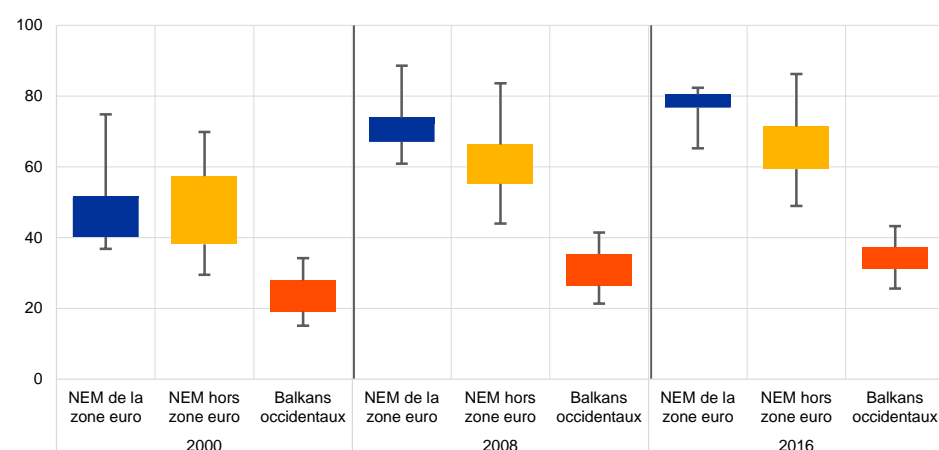 100
80
60
40
20
0
NEM de la zone euro
NEM hors zone euro
Balkans occidentaux
NEM de la zone euro
NEM hors zone euro
Balkans occidentaux
NEM de la zone euro
NEM hors zone euro
Balkans occidentaux
2000
2008
2016